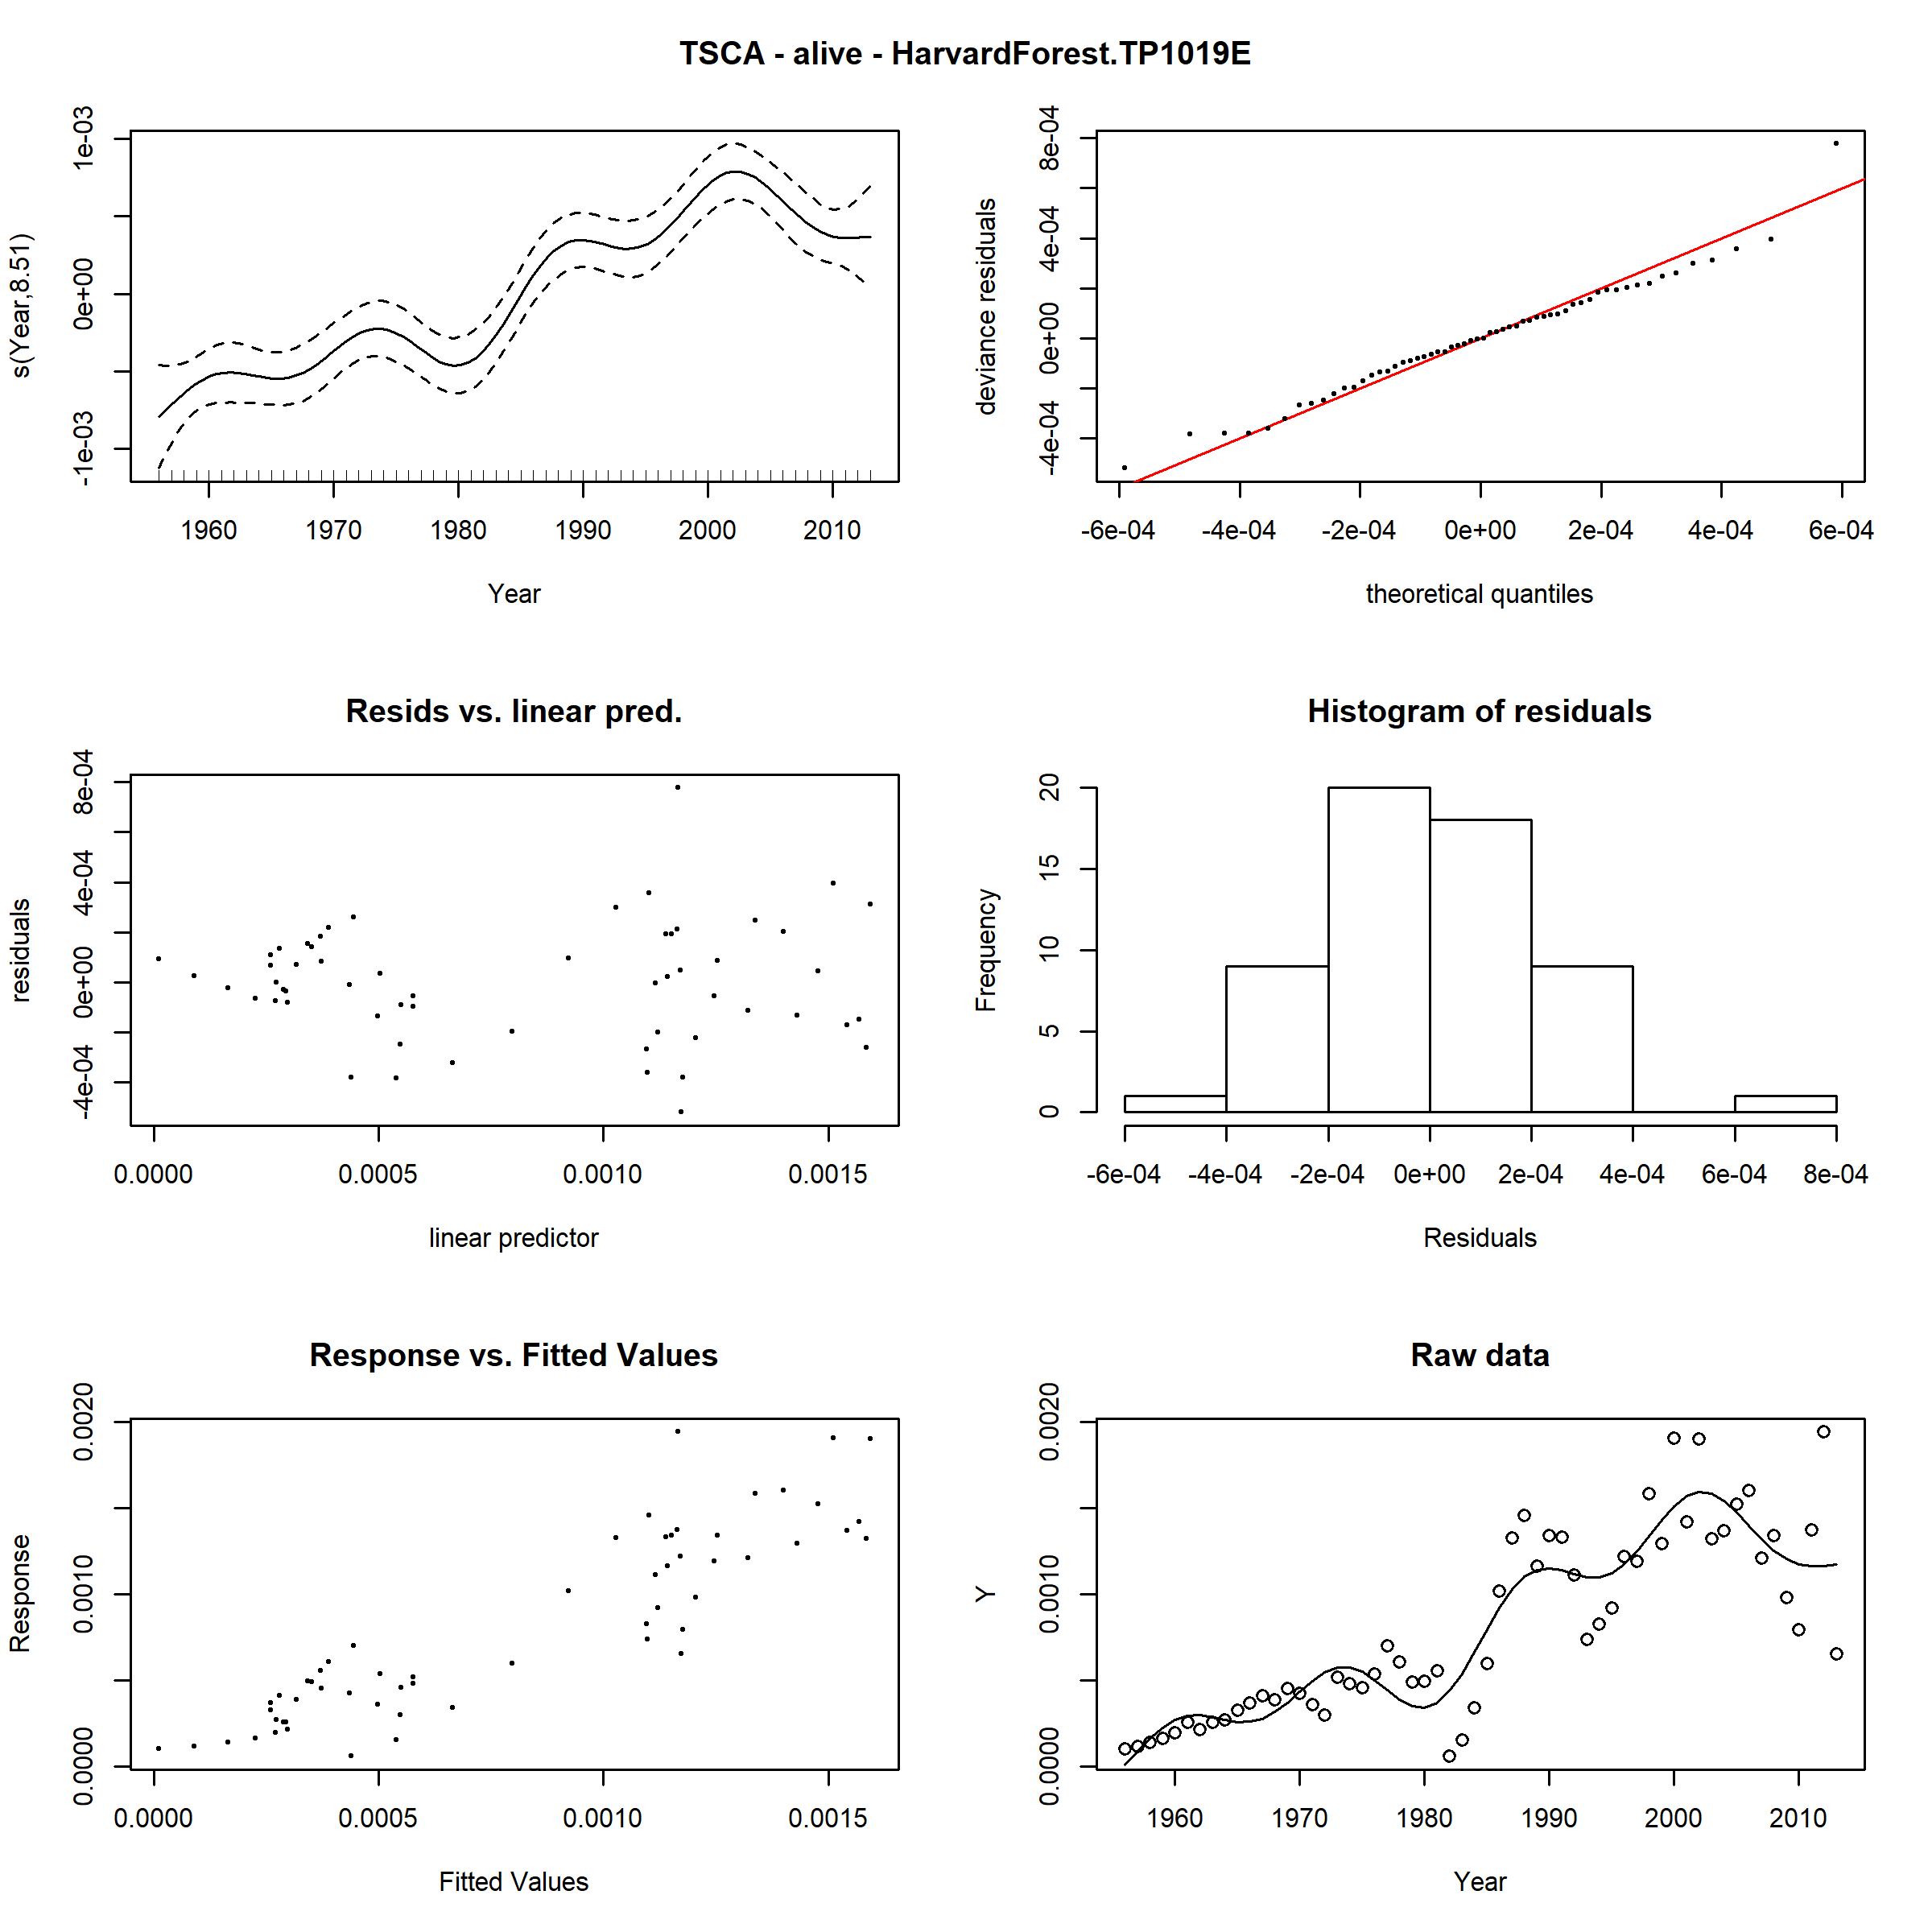 TSCA - alive - HarvardForest.TP1019E
s(Year,8.51)
-1e-03 0e+00 1e-03
1960 1970 1980 1990 2000 2010
Year
deviance residuals
-4e-04 0e+00 4e-04 8e-04
-6e-04 -4e-04 -2e-04 0e+00 2e-04 4e-04 6e-04
theoretical quantiles
Resids vs. linear pred.
residuals
-4e-04 0e+00 4e-04 8e-04
0.0000 0.0005 0.0010 0.0015
linear predictor
Histogram of residuals
Frequency
0 5 10 15 20
-6e-04 -4e-04 -2e-04 0e+00 2e-04 4e-04 6e-04 8e-04
Residuals
Response vs. Fitted Values
Response
0.0000 0.0010 0.0020
0.0000 0.0005 0.0010 0.0015
Fitted Values
Raw data
Y
0.0000 0.0010 0.0020
1960 1970 1980 1990 2000 2010
Year